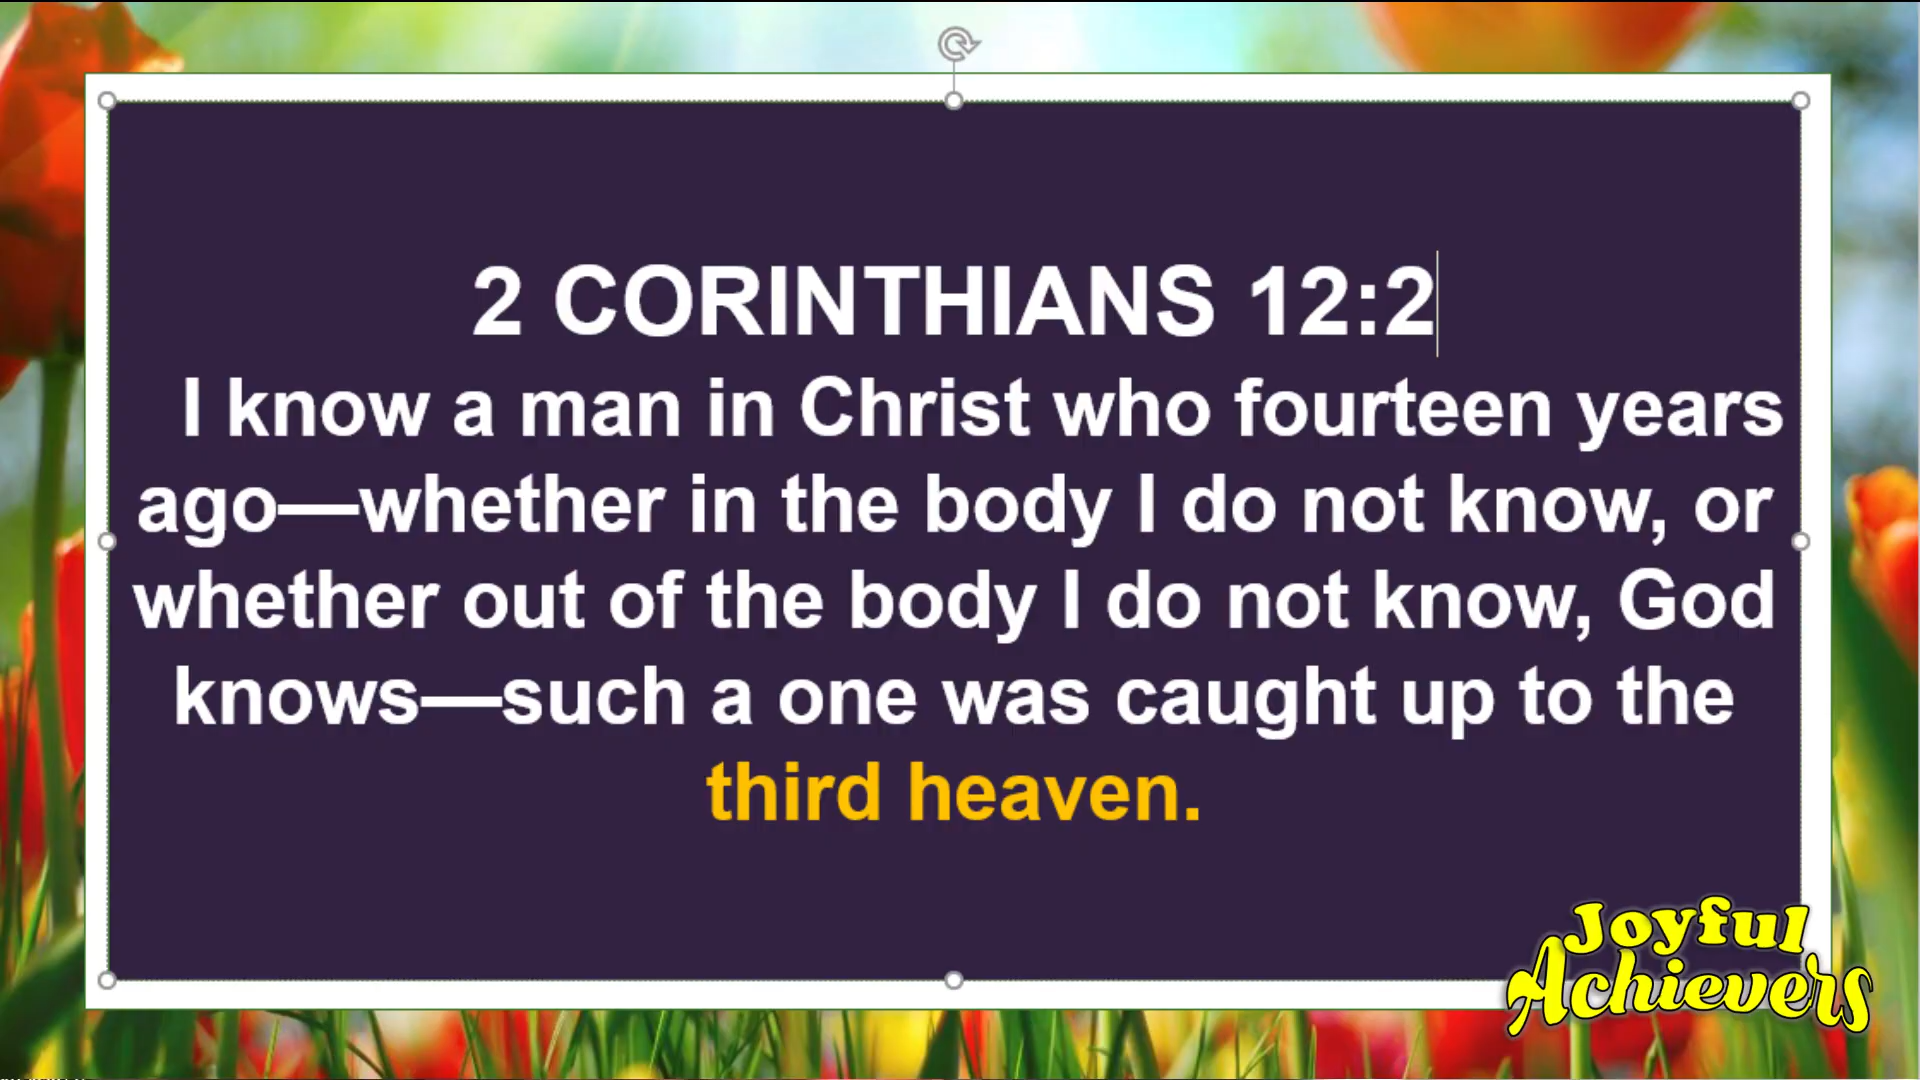 2 CORINTHIANS 12:2
I know a man in Christ who fourteen years
ago—whether in the body I do not know, or
whether out of the body I do not know, God
knows—such a one was caught up to the
third heaven.
Joyful
Achievers